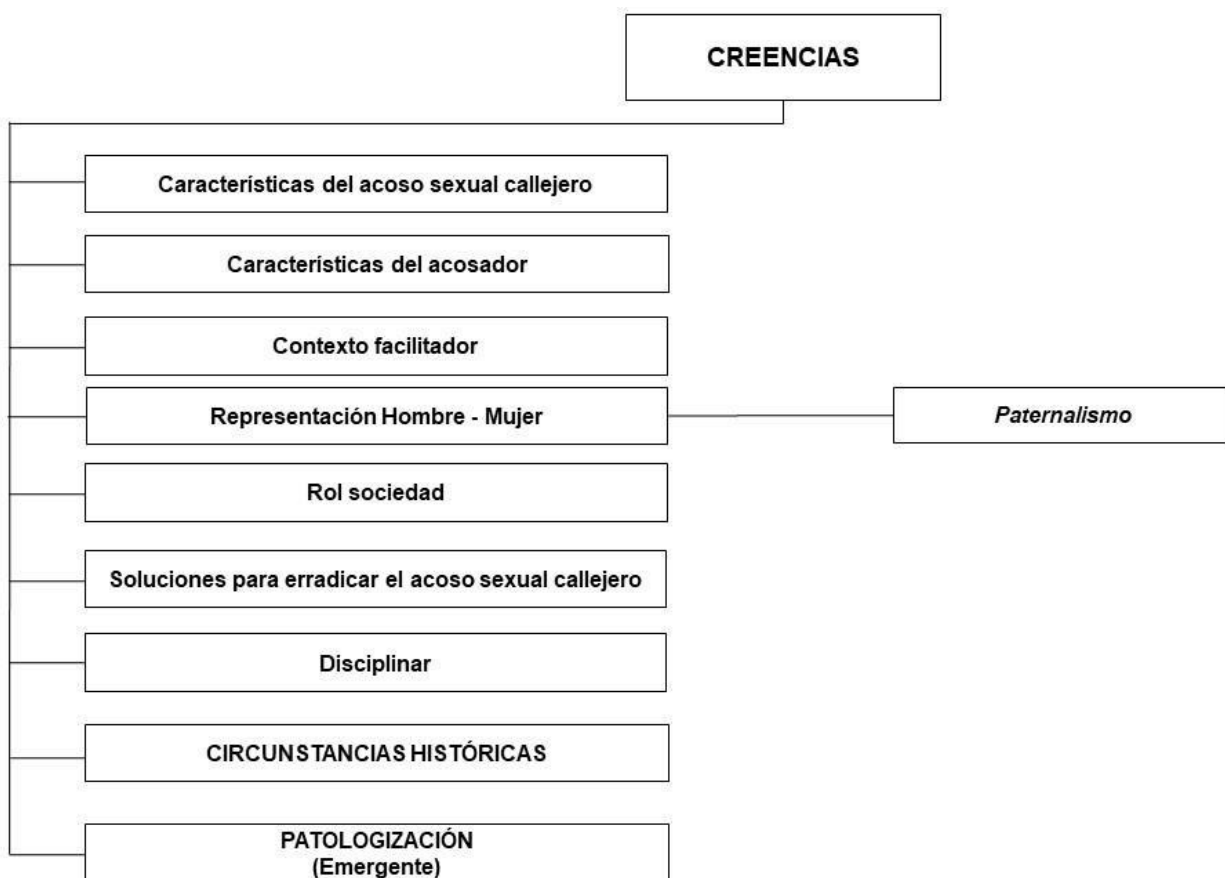 CREENCIAS
Características del acoso sexual callejero
Características del acosador
Contexto facilitador
Representación Hombre - Mujer
Paternalismo
Rol sociedad
Soluciones para erradicar el acoso sexual callejero
Disciplinar
CIRCUNSTANCIAS HISTÓRICAS
PATOLOGIZACIÓN
(Emergente)